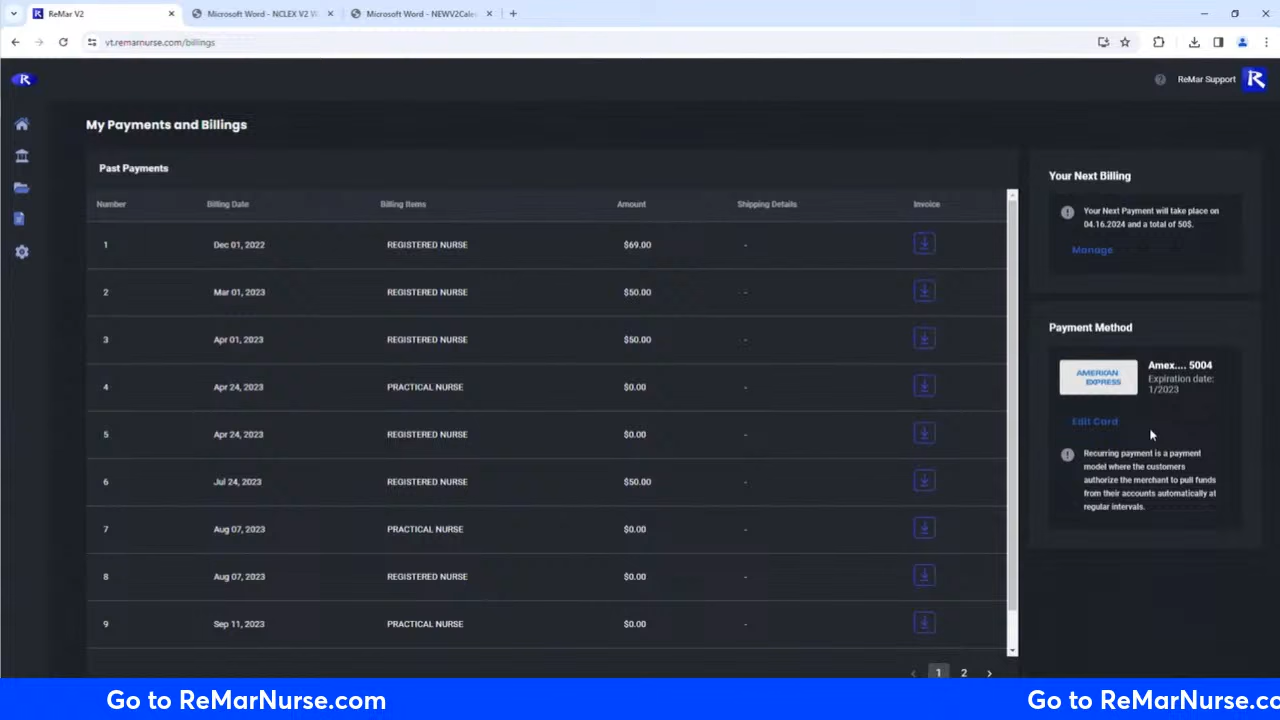 ReMar V2
Microsoft Word - NCLEX V2
Microsoft Word - NEWV2Cale
vt.remarnurse.com/billings
R
ReMar Support
R
My Payments and Billings
Past Payments
Number Billing Date Billing Items Amount Shipping Details Invoice
1 Dec 01, 2022 REGISTERED NURSE $69.00 -
2 Mar 01, 2023 REGISTERED NURSE $50.00 -
3 Apr 01, 2023 REGISTERED NURSE $50.00 -
4 Apr 24, 2023 PRACTICAL NURSE $0.00 -
5 Apr 24, 2023 REGISTERED NURSE $0.00 -
6 Jul 24, 2023 REGISTERED NURSE $50.00 -
7 Aug 07, 2023 PRACTICAL NURSE $0.00 -
8 Aug 07, 2023 REGISTERED NURSE $0.00 -
9 Sep 11, 2023 PRACTICAL NURSE $0.00 -
1 2
Your Next Billing
Your Next Payment will take place on
04.16.2024 and a total of 50$.
Manage
Payment Method
AMERICAN
EXPRESS
Amex.... 5004
Expiration date:
1/2023
Edit Card
Recurring payment is a payment
model where the customers
authorize the merchant to pull funds
from their accounts automatically at
regular intervals.
Go to ReMarNurse.com Go to ReMarNurse.co